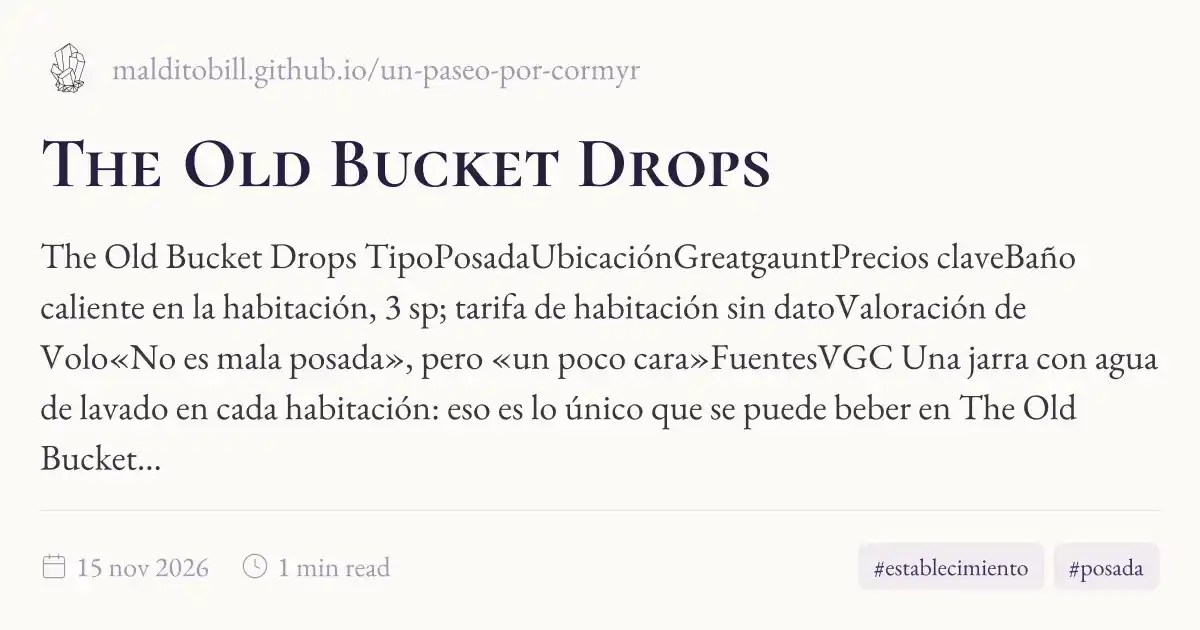 malditobill.github.io/un-paseo-por-cormyr
The Old Bucket Drops
The Old Bucket Drops TipoPosadaUbicaciónGreatgauntPrecios claveBaño
caliente en la habitación, 3 sp; tarifa de habitación sin datoValoración de
Volo«No es mala posada», pero «un poco cara»FuentesVGC Una jarra con agua
de lavado en cada habitación: eso es lo único que se puede beber en The Old
Bucket...
15 nov 2026
1 min read
#establecimiento
#posada